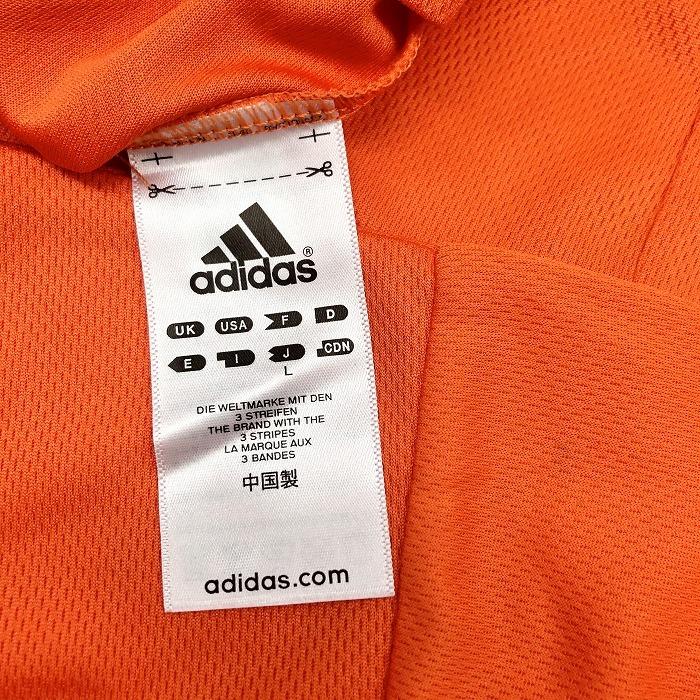 adidas®
UK USA F D
E I J CDN
L
DIE WELTMARKE MIT DEN
3 STREIFEN
THE BRAND WITH THE
3 STRIPES
LA MARQUE AUX
3 BANDES
中国製
adidas.com